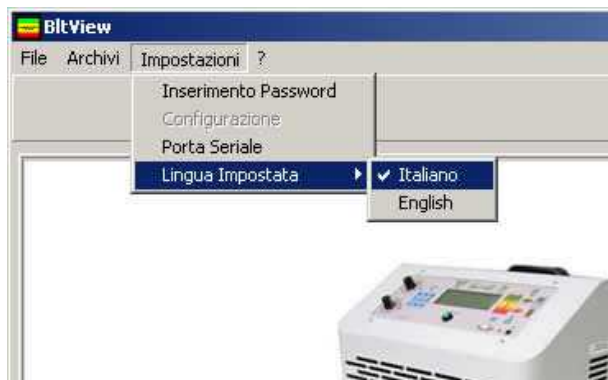 BltView
File Archivi Impostazioni ?
Inserimento Password
Configurazione
Porta Seriale
Lingua Impostata
Italiano
English